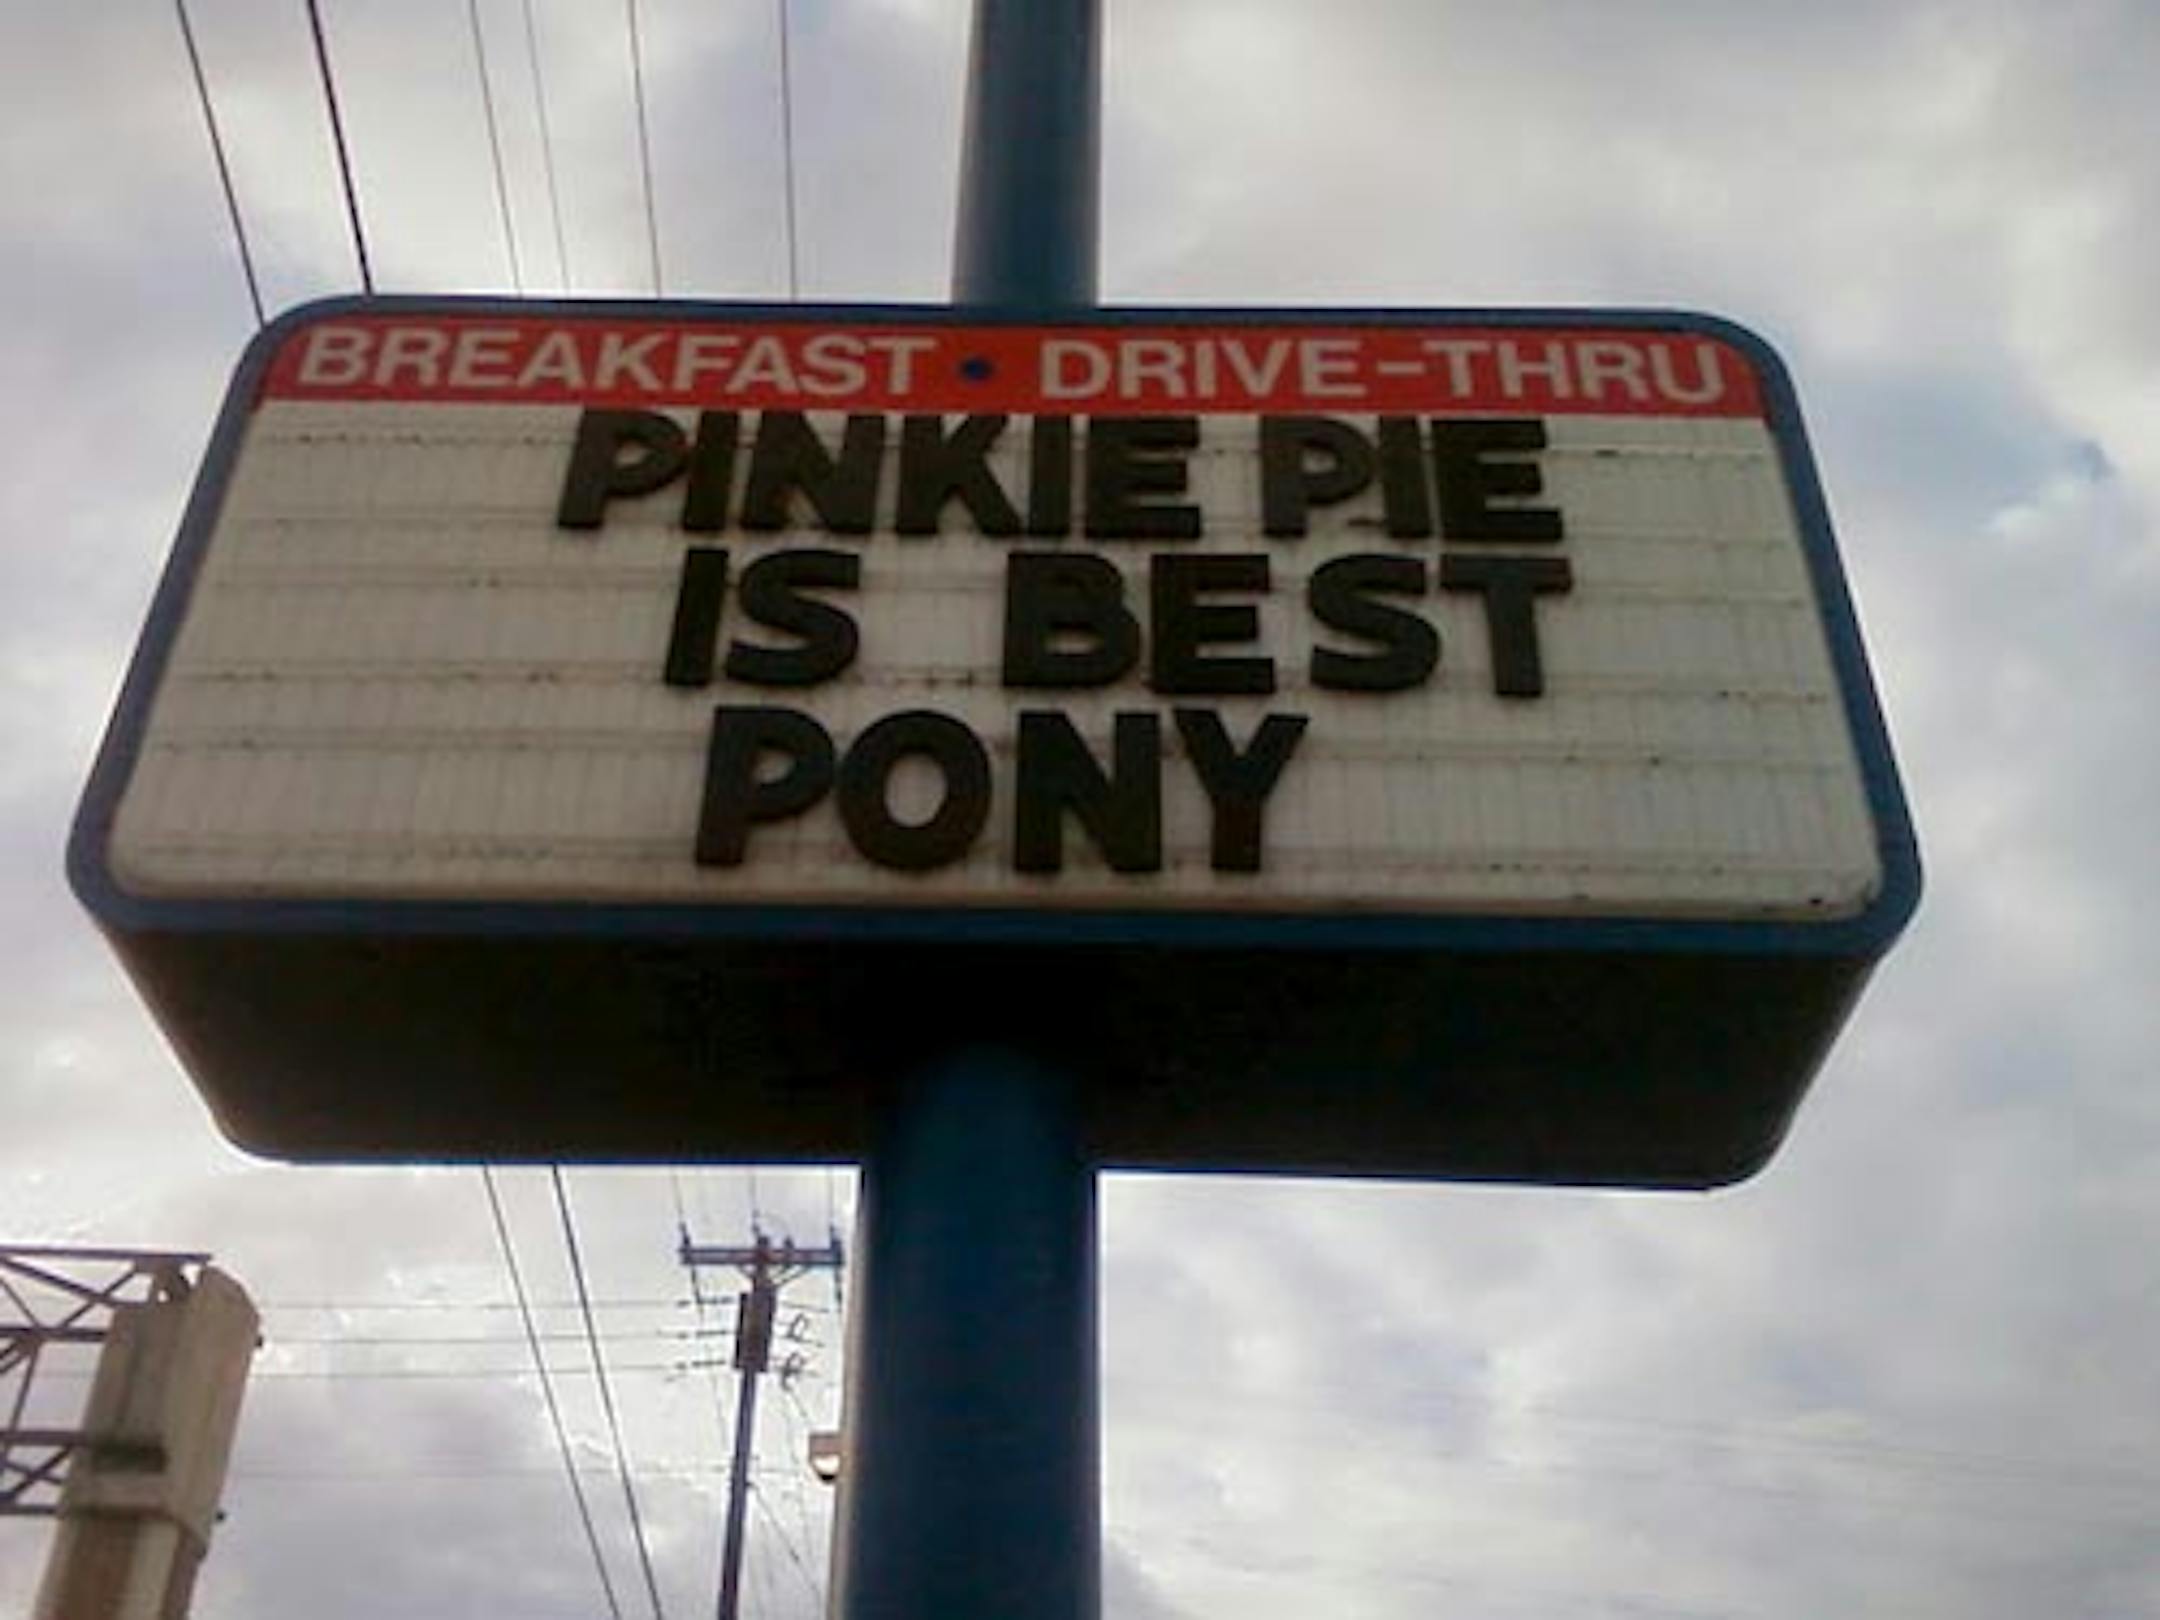 BREAKFAST • DRIVE-THRU
PINKIE PIE
IS BEST
PONY